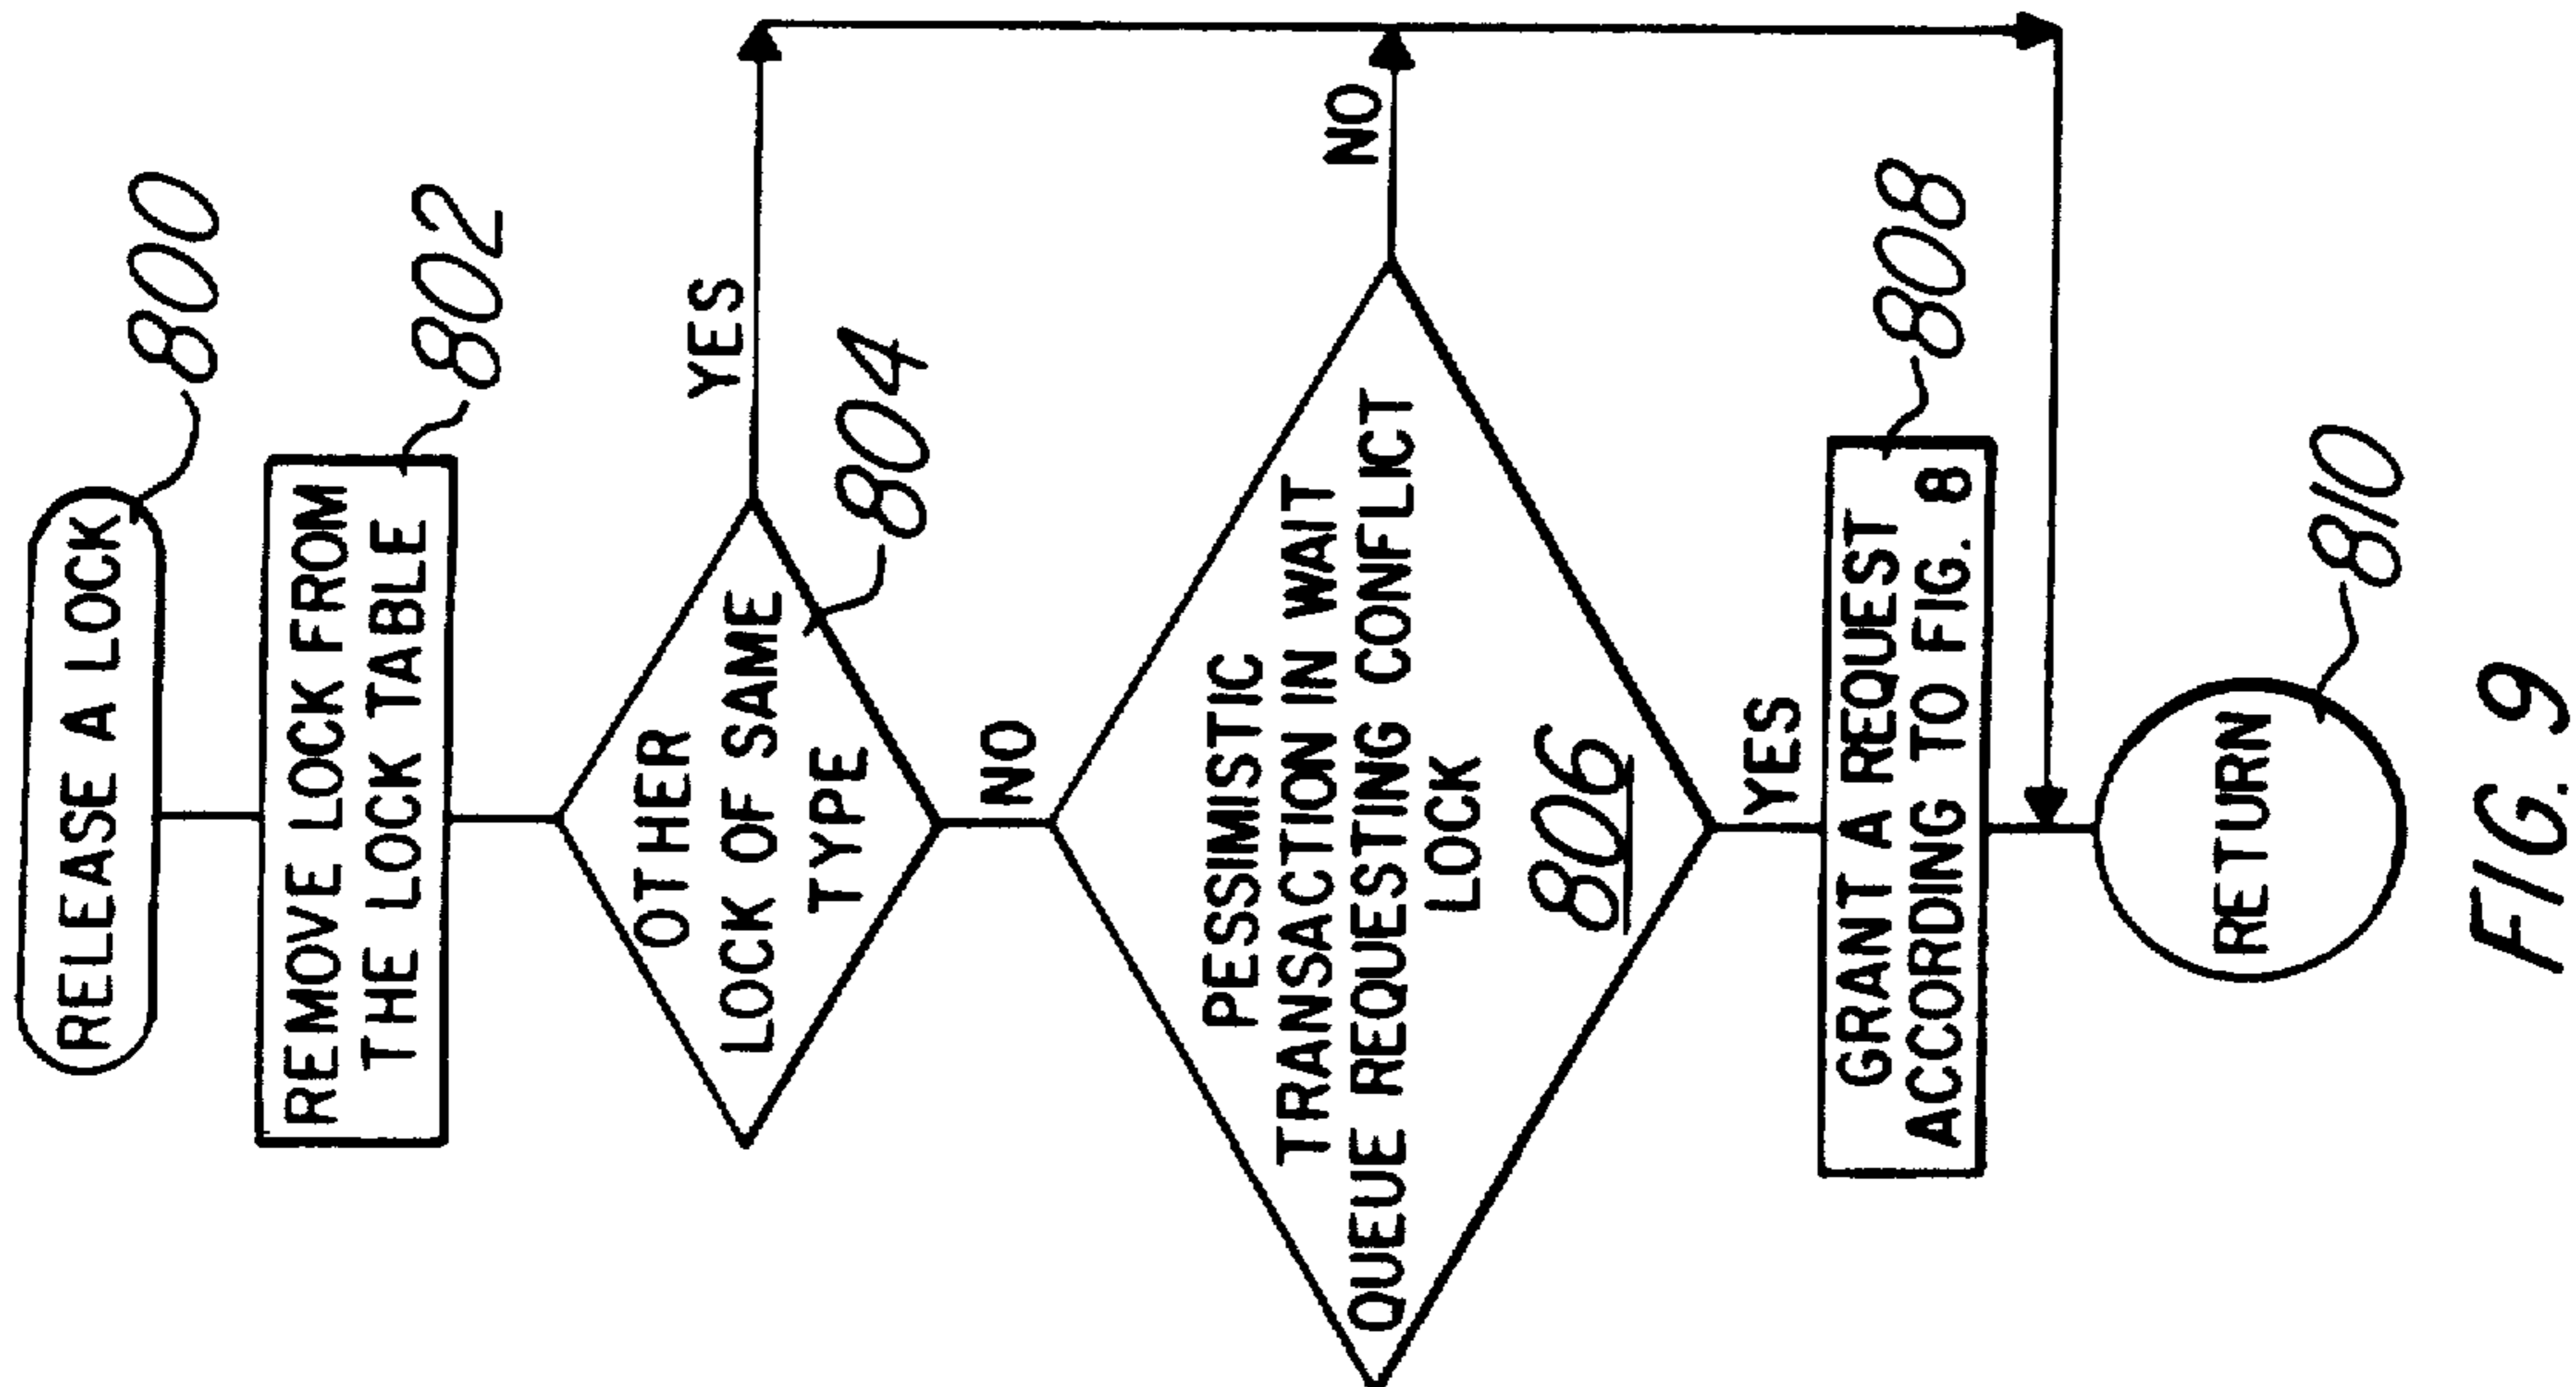 RELEASE A LOCK
800
REMOVE LOCK FROM
THE LOCK TABLE
802
OTHER
LOCK OF SAME
TYPE
804
YES
NO
PESSIMISTIC
TRANSACTION IN WAIT
QUEUE REQUESTING CONFLICT
LOCK
806
NO
YES
GRANT A REQUEST
ACCORDING TO FIG. 8
808
RETURN
810
FIG. 9